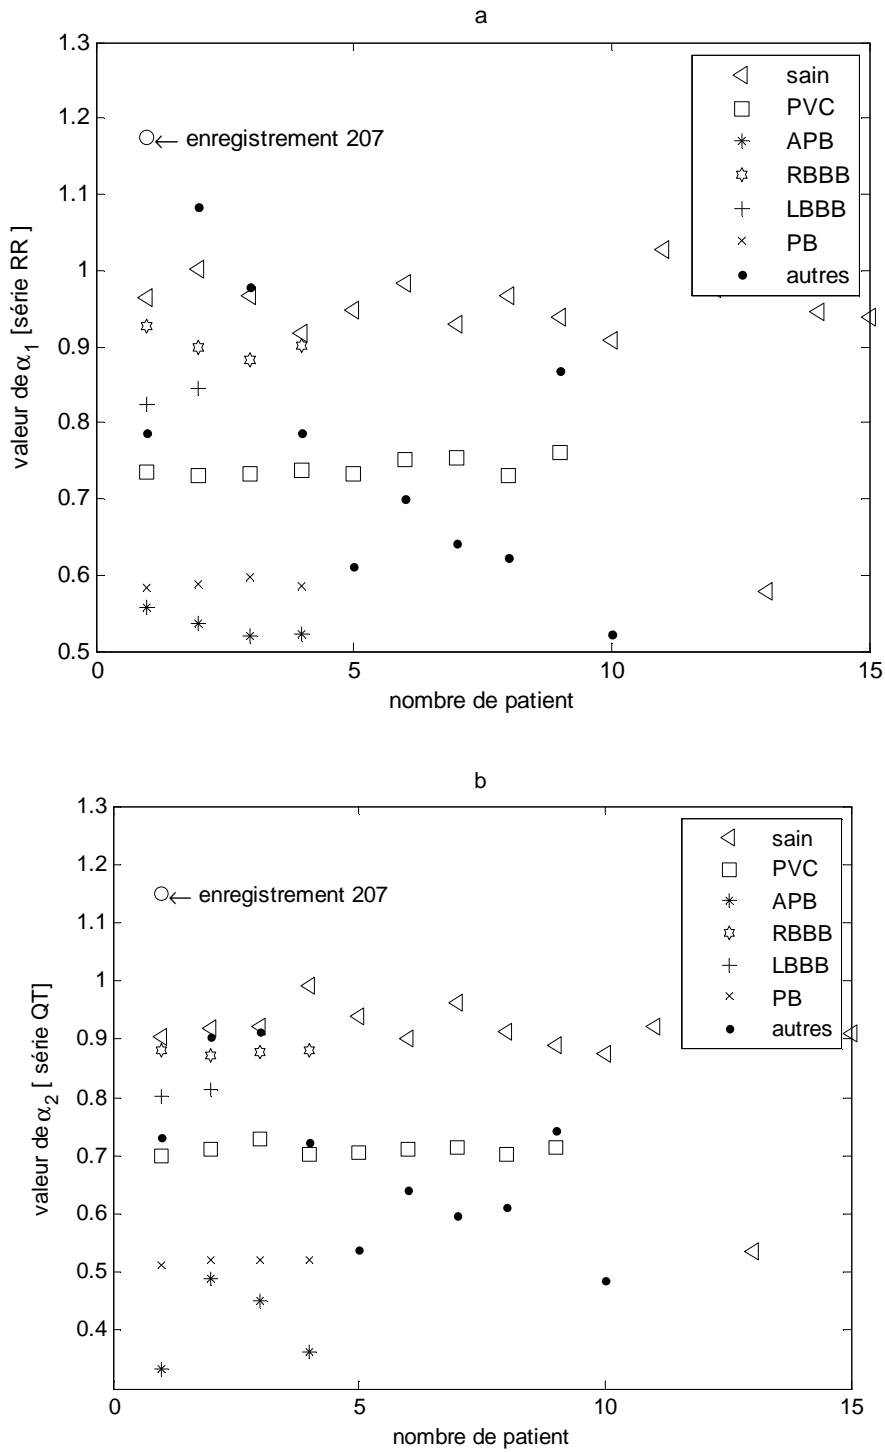 a
1.3
1.2
1.1
1
0.9
0.8
0.7
0.6
0.5
valeur de α1 [série RR ]
← enregistrement 207
sain
PVC
APB
RBBB
LBBB
PB
autres
0 5 10 15
nombre de patient
b
1.3
1.2
1.1
1
0.9
0.8
0.7
0.6
0.5
0.4
valeur de α2 [ série QT]
← enregistrement 207
sain
PVC
APB
RBBB
LBBB
PB
autres
0 5 10 15
nombre de patient